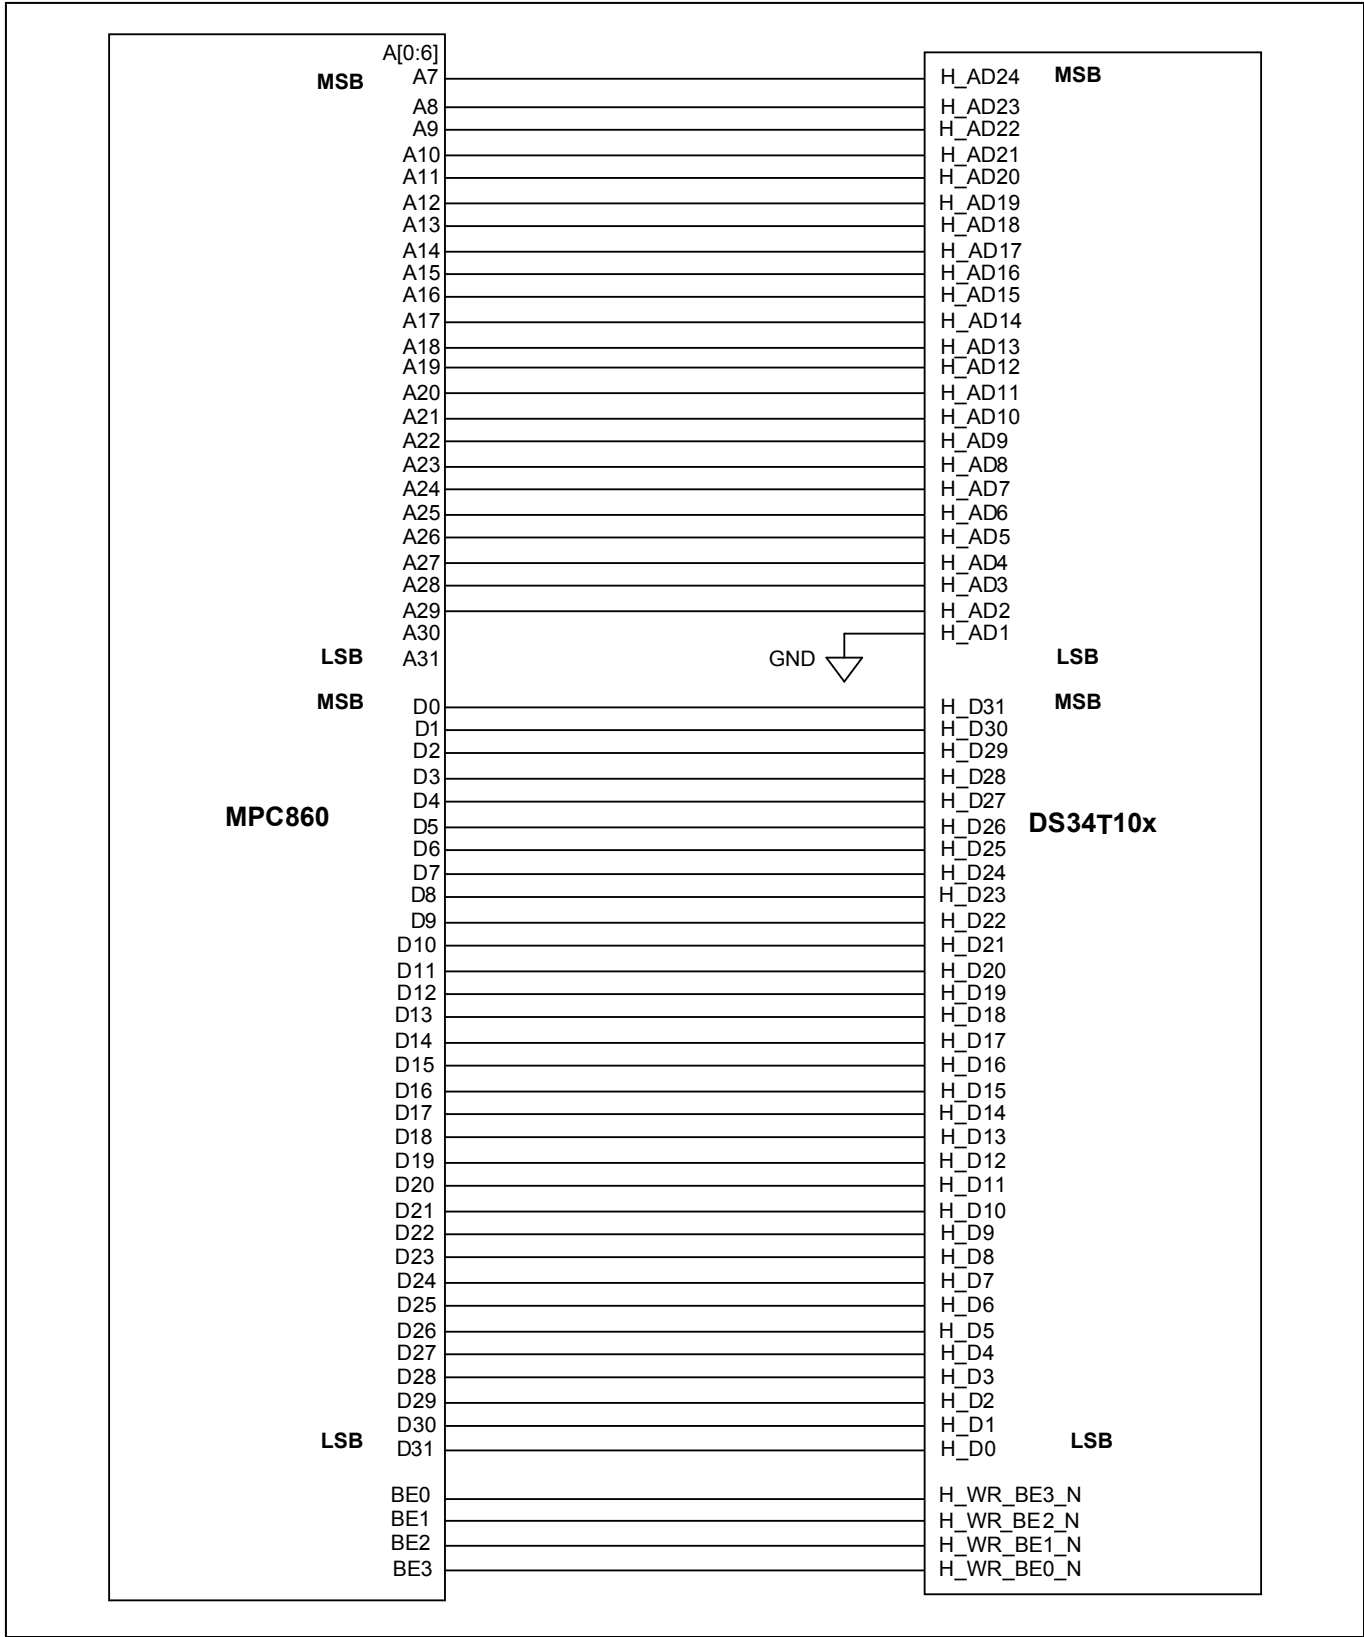 A[0:6]
MSB A7 H_AD24 MSB
A8 H_AD23
A9 H_AD22
A10 H_AD21
A11 H_AD20
A12 H_AD19
A13 H_AD18
A14 H_AD17
A15 H_AD16
A16 H_AD15
A17 H_AD14
A18 H_AD13
A19 H_AD12
A20 H_AD11
A21 H_AD10
A22 H_AD9
A23 H_AD8
A24 H_AD7
A25 H_AD6
A26 H_AD5
A27 H_AD4
A28 H_AD3
A29 H_AD2
A30 H_AD1
LSB A31 GND LSB
MSB D0 H_D31 MSB
D1 H_D30
D2 H_D29
D3 H_D28
D4 H_D27
MPC860 DS34T10x
D5 H_D26
D6 H_D25
D7 H_D24
D8 H_D23
D9 H_D22
D10 H_D21
D11 H_D20
D12 H_D19
D13 H_D18
D14 H_D17
D15 H_D16
D16 H_D15
D17 H_D14
D18 H_D13
D19 H_D12
D20 H_D11
D21 H_D10
D22 H_D9
D23 H_D8
D24 H_D7
D25 H_D6
D26 H_D5
D27 H_D4
D28 H_D3
D29 H_D2
D30 H_D1
LSB D31 H_D0 LSB
BE0 H_WR_BE3_N
BE1 H_WR_BE2_N
BE2 H_WR_BE1_N
BE3 H_WR_BE0_N